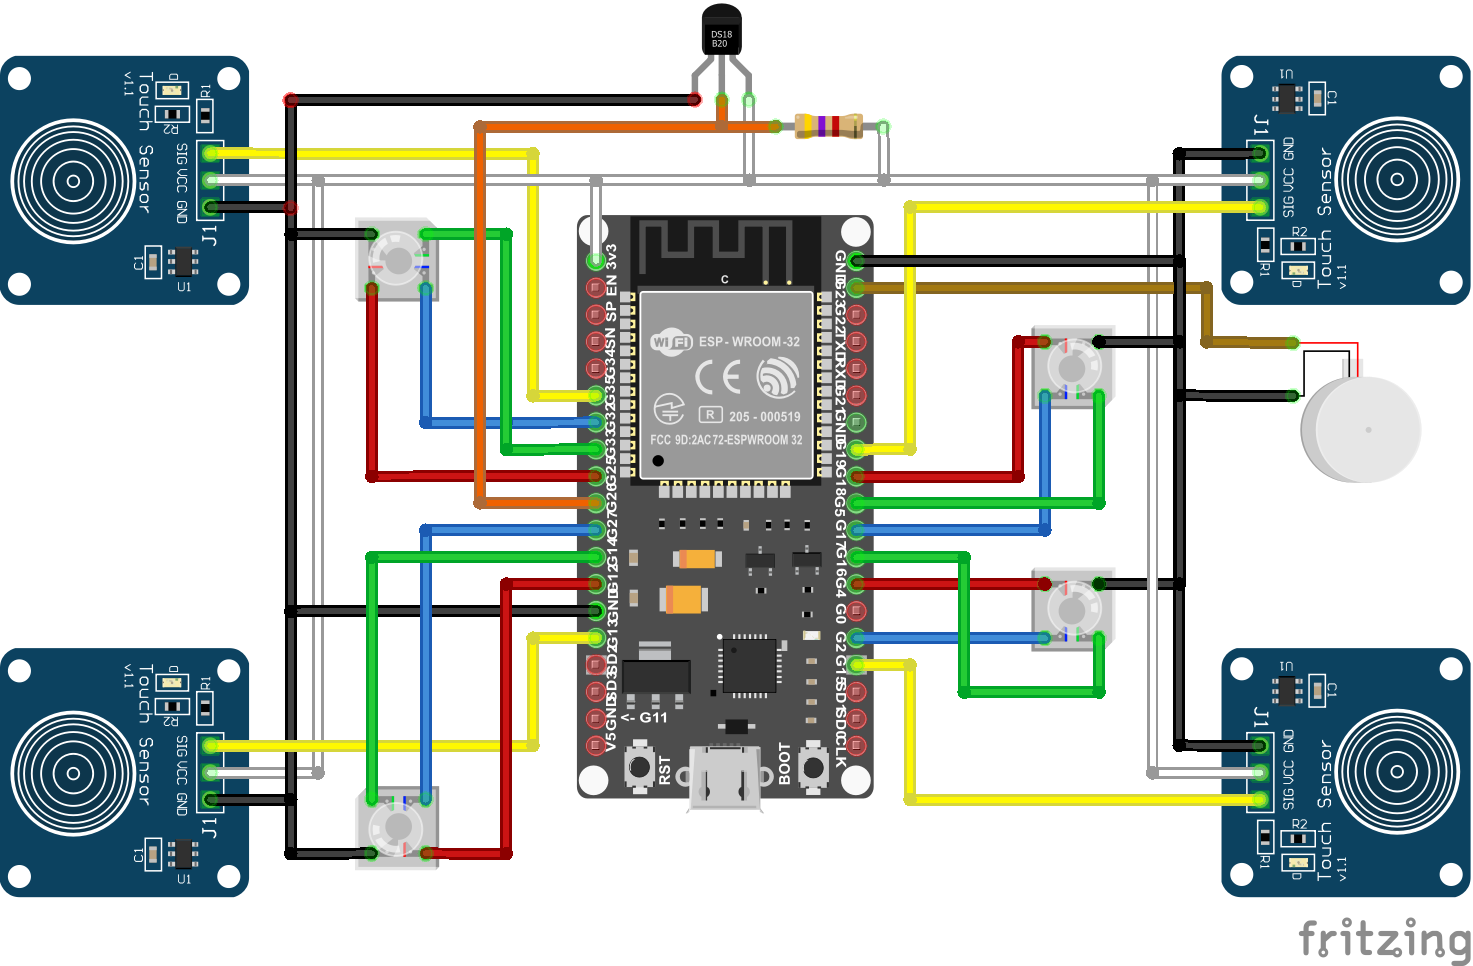 DS18
B20
Touch Sensor
v1.1
D
R2
R1
SIG VCC GND
J1
C1
U1
U1
C1
J1
SIG VCC GND
Sensor
Touch
R2
R1
D
v1.1
C
WiFi ESP-WROOM-32
CE
R 205-000519
FCC 9D:2AC72-ESPWROOM 32
3v3
EN
SP
SN
G34
G35
G32
G33
G25
G26
G27
G14
G12
GND
G13
SD2
SD3
GND
V5
GND
G23
G22
TXD
RXD
G21
GND
G19
G18
G5
G17
G16
G4
G0
G2
G15
SD1
SD0
CLK
<- G11
RST
BOOT
Touch Sensor
v1.1
D
R2
R1
SIG VCC GND
J1
C1
U1
U1
C1
J1
SIG VCC GND
Sensor
Touch
R2
R1
D
v1.1
fritzing